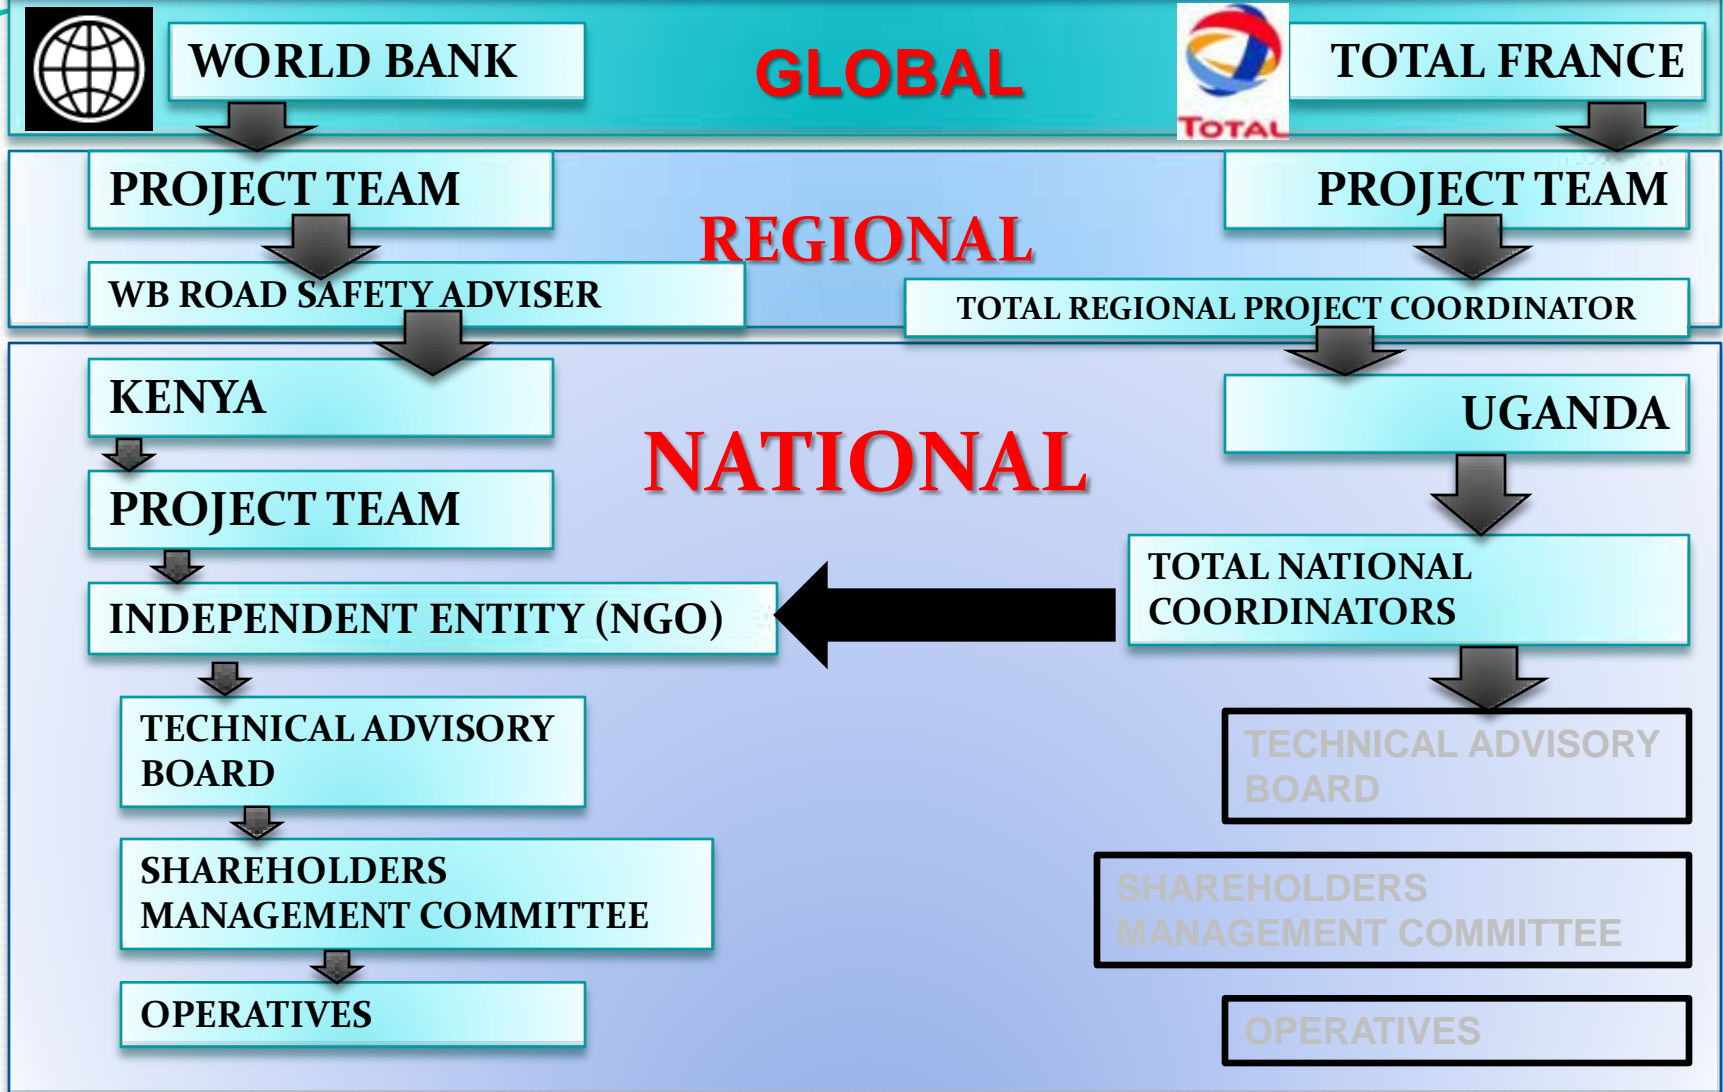 WORLD BANK
GLOBAL
TOTAL
TOTAL FRANCE
PROJECT TEAM
PROJECT TEAM
REGIONAL
WB ROAD SAFETY ADVISER
TOTAL REGIONAL PROJECT COORDINATOR
KENYA
UGANDA
NATIONAL
PROJECT TEAM
TOTAL NATIONAL
COORDINATORS
INDEPENDENT ENTITY (NGO)
TECHNICAL ADVISORY
BOARD
TECHNICAL ADVISORY
BOARD
SHAREHOLDERS
MANAGEMENT COMMITTEE
SHAREHOLDERS
MANAGEMENT COMMITTEE
OPERATIVES
OPERATIVES